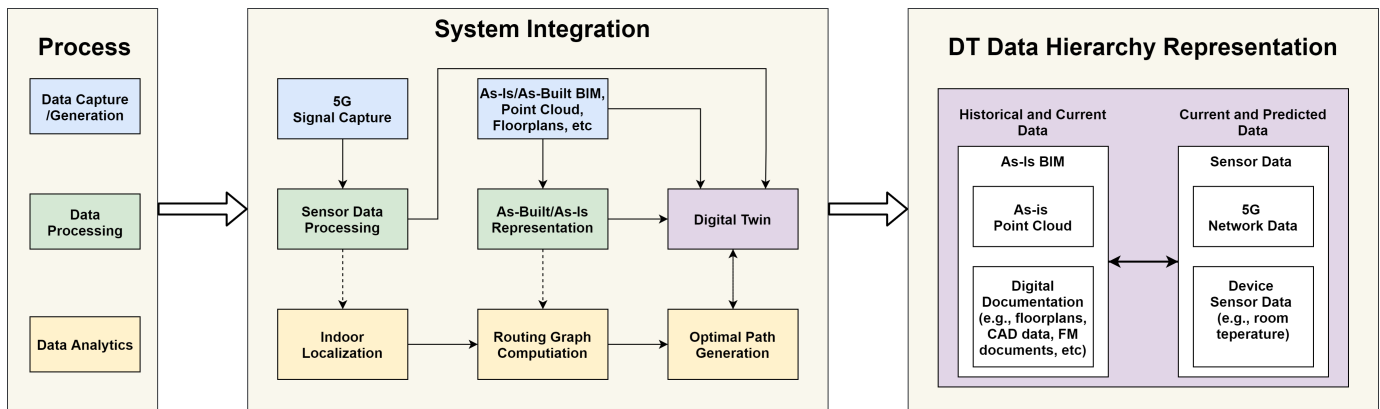 Process
Data Capture
/Generation
Data
Processing
Data Analytics
System Integration
5G
Signal Capture
As-Is/As-Built BIM,
Point Cloud,
Floorplans, etc
Sensor Data
Processing
As-Built/As-Is
Representation
Digital Twin
Indoor
Localization
Routing Graph
Computiation
Optimal Path
Generation
DT Data Hierarchy Representation
Historical and Current
Data
As-Is BIM
As-is
Point Cloud
Digital
Documentation
(e.g., floorplans,
CAD data, FM
documents, etc)
Current and Predicted
Data
Sensor Data
5G
Network Data
Device
Sensor Data
(e.g., room
teperature)